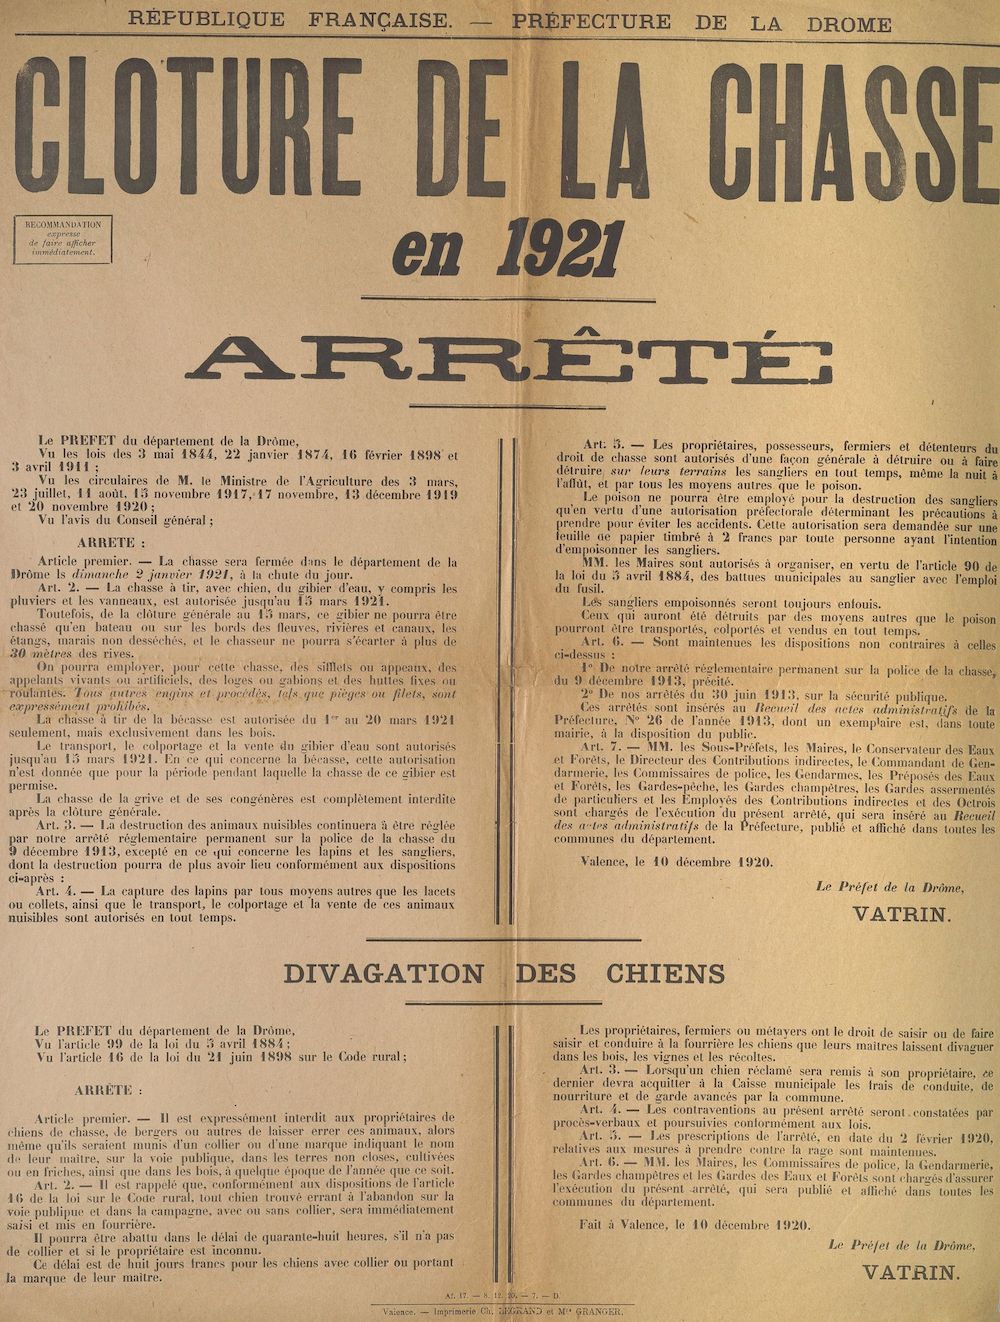 RÉPUBLIQUE FRANÇAISE. — PRÉFECTURE DE LA DROME
CLOTURE DE LA CHASSE
RECOMMANDATION
expresse
de faire afficher
immédiatement.
en 1921
ARRÊTÉ
Le PREFET du département de la Drôme,
Vu les lois des 3 mai 1844, 22 janvier 1874, 16 février 1898 et
3 avril 1911 ;
Vu les circulaires de M. le Ministre de l'Agriculture des 3 mars,
23 juillet, 11 août, 15 novembre 1917, 17 novembre, 13 décembre 1919
et 20 novembre 1920 ;
Vu l'avis du Conseil général ;
ARRETE :
Article premier. — La chasse sera fermée dans le département de la
Drôme ls dimanche 2 janvier 1921, à la chute du jour.
Art. 2. — La chasse à tir, avec chien, du gibier d'eau, y compris les
pluviers et les vanneaux, est autorisée jusqu'au 15 mars 1921.
Toutefois, de la clôture générale au 15 mars, ce gibier ne pourra être
chassé qu'en bateau ou sur les bords des fleuves, rivières et canaux, les
étangs, marais non desséchés, et le chasseur ne pourra s'écarter à plus de
30 mètres des rives.
On pourra employer, pour cette chasse, des sifflets ou appeaux, des
appelants vivants ou artificiels, des loges ou gabions et des huttes fixes ou
roulantes. Tous autres engins et procédés, tels que pièges ou filets, sont
expressément prohibés.
La chasse à tir de la bécasse est autorisée du 1er au 20 mars 1921
seulement, mais exclusivement dans les bois.
Le transport, le colportage et la vente du gibier d'eau sont autorisés
jusqu'au 15 mars 1921. En ce qui concerne la bécasse, cette autorisation
n'est donnée que pour la période pendant laquelle la chasse de ce gibier est
permise.
La chasse de la grive et de ses congénères est complètement interdite
après la clôture générale.
Art. 3. — La destruction des animaux nuisibles continuera à être réglée
par notre arrêté réglementaire permanent sur la police de la chasse du
9 décembre 1913, excepté en ce qui concerne les lapins et les sangliers,
dont la destruction pourra de plus avoir lieu conformément aux dispositions
ci-après :
Art. 4. — La capture des lapins par tous moyens autres que les lacets
ou collets, ainsi que le transport, le colportage et la vente de ces animaux
nuisibles sont autorisés en tout temps.
Art. 5. — Les propriétaires, possesseurs, fermiers et détenteurs du
droit de chasse sont autorisés d'une façon générale à détruire ou à faire
détruire sur leurs terrains les sangliers en tout temps, même la nuit à
l'affût, et par tous les moyens autres que le poison.
Le poison ne pourra être employé pour la destruction des sangliers
qu'en vertu d'une autorisation préfectorale déterminant les précautions à
prendre pour éviter les accidents. Cette autorisation sera demandée sur une
feuille de papier timbré à 2 francs par toute personne ayant l'intention
d'empoisonner les sangliers.
MM. les Maires sont autorisés à organiser, en vertu de l'article 90 de
la loi du 5 avril 1884, des battues municipales au sanglier avec l'emploi
du fusil.
Les sangliers empoisonnés seront toujours enfouis.
Ceux qui auront été détruits par des moyens autres que le poison
pourront être transportés, colportés et vendus en tout temps.
Art. 6. — Sont maintenues les dispositions non contraires à celles
ci-dessus :
1° De notre arrêté réglementaire permanent sur la police de la chasse,
du 9 décembre 1913, précité.
2° De nos arrêtés du 30 juin 1913, sur la sécurité publique.
Ces arrêtés sont insérés au Recueil des actes administratifs de la
Préfecture, N° 26 de l'année 1913, dont un exemplaire est, dans toute
mairie, à la disposition du public.
Art. 7. — MM. les Sous-Préfets, les Maires, le Conservateur des Eaux
et Forêts, le Directeur des Contributions indirectes, le Commandant de Gen-
darmerie, les Commissaires de police, les Gendarmes, les Préposés des Eaux
et Forêts, les Gardes-pêche, les Gardes champêtres, les Gardes assermentés
de particuliers et les Employés des Contributions indirectes et des Octrois
sont chargés de l'exécution du présent arrêté, qui sera inséré au Recueil
des actes administratifs de la Préfecture, publié et affiché dans toutes les
communes du département.
Valence, le 10 décembre 1920.
Le Préfet de la Drôme,
VATRIN.
DIVAGATION DES CHIENS
Le PREFET du département de la Drôme,
Vu l'article 99 de la loi du 5 avril 1884 ;
Vu l'article 16 de la loi du 21 juin 1898 sur le Code rural ;
ARRÊTE :
Article premier. — Il est expressément interdit aux propriétaires de
chiens de chasse, de bergers ou autres de laisser errer ces animaux, alors
même qu'ils seraient munis d'un collier ou d'une marque indiquant le nom
de leur maître, sur la voie publique, dans les terres non closes, cultivées
ou en friches, ainsi que dans les bois, à quelque époque de l'année que ce soit.
Art. 2. — Il est rappelé que, conformément aux dispositions de l'article
16 de la loi sur le Code rural, tout chien trouvé errant à l'abandon sur la
voie publique et dans la campagne, avec ou sans collier, sera immédiatement
saisi et mis en fourrière.
Il pourra être abattu dans le délai de quarante-huit heures, s'il n'a pas
de collier et si le propriétaire est inconnu.
Ce délai est de huit jours francs pour les chiens avec collier ou portant
la marque de leur maître.
Les propriétaires, fermiers ou métayers ont le droit de saisir ou de faire
saisir et conduire à la fourrière les chiens que leurs maîtres laissent divaguer
dans les bois, les vignes et les récoltes.
Art. 3. — Lorsqu'un chien réclamé sera remis à son propriétaire, ce
dernier devra acquitter à la Caisse municipale les frais de conduite, de
nourriture et de garde avancés par la commune.
Art. 4. — Les contraventions au présent arrêté seront constatées par
procès-verbaux et poursuivies conformément aux lois.
Art. 5. — Les prescriptions de l'arrêté, en date du 2 février 1920,
relatives aux mesures à prendre contre la rage sont maintenues.
Art. 6. — MM. les Maires, les Commissaires de police, la Gendarmerie,
les Gardes champêtres et les Gardes des Eaux et Forêts sont chargés d'assurer
l'exécution du présent arrêté, qui sera publié et affiché dans toutes les
communes du département.
Fait à Valence, le 10 décembre 1920.
Le Préfet de la Drôme,
VATRIN.
Af. 17. — 8. 12. 20. — 7. — D.
Valence. — Imprimerie Ch. LEGRAND et Mce GRANGER.